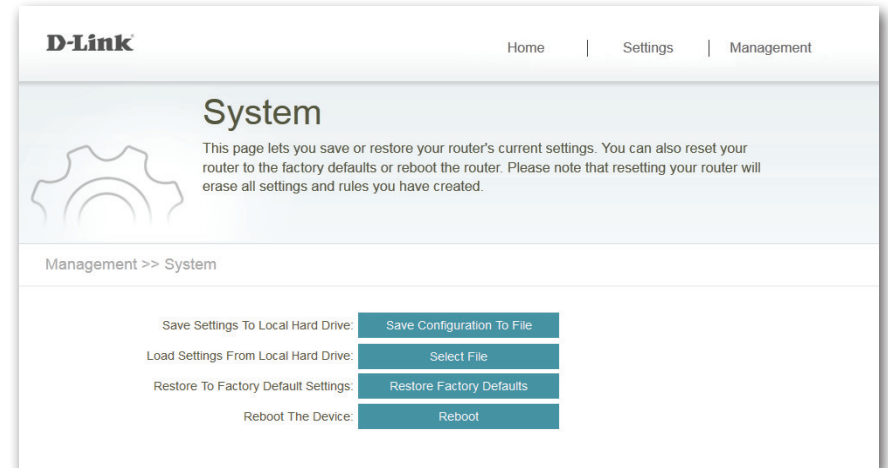 D-Link
Home | Settings | Management
System
This page lets you save or restore your router's current settings. You can also reset your
router to the factory defaults or reboot the router. Please note that resetting your router will
erase all settings and rules you have created.
Management >> System
Save Settings To Local Hard Drive: Save Configuration To File
Load Settings From Local Hard Drive: Select File
Restore To Factory Default Settings: Restore Factory Defaults
Reboot The Device: Reboot